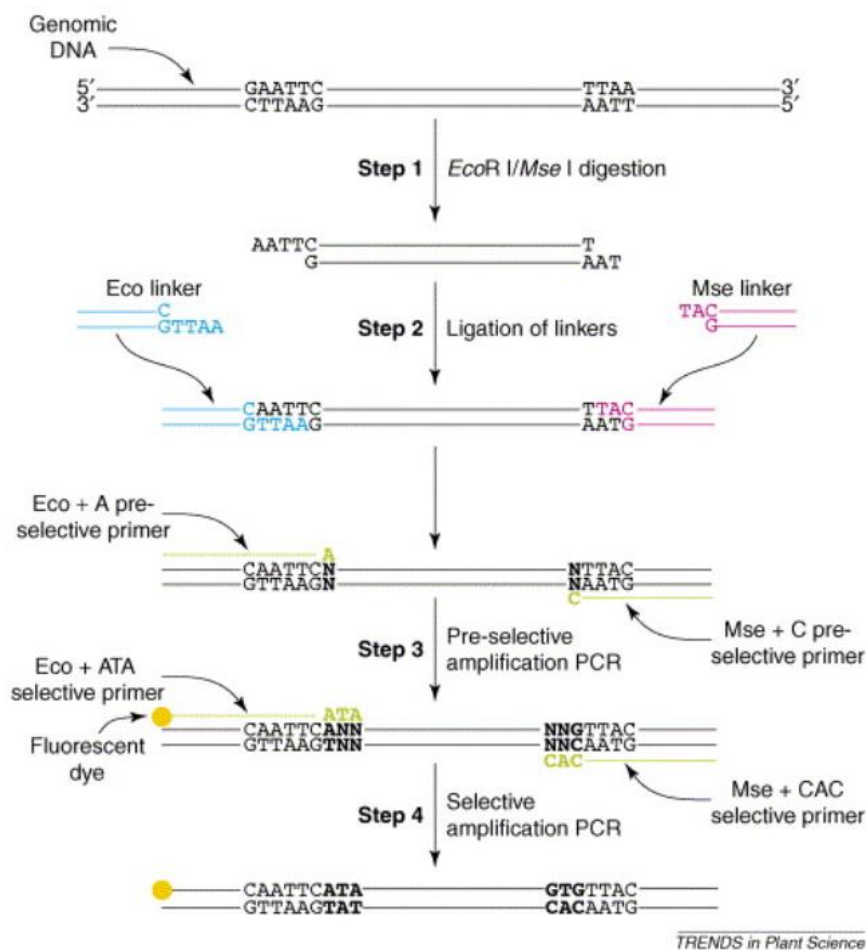 Genomic
DNA
5′ GAATTC TTAA 3′
3′ CTTAAG AATT 5′
Step 1 EcoR I/Mse I digestion
AATTC T
G AAT
Eco linker
C
GTTAA
Step 2 Ligation of linkers
Mse linker
TAC
G
CAATTC TTAC
GTTAAG AATG
Eco + A pre-
selective primer
A
CAATTCN NTTAC
GTTAAGN NAATG
C
Mse + C pre-
selective primer
Step 3 Pre-selective
amplification PCR
Eco + ATA
selective primer
Fluorescent
dye
ATA
CAATTCANN NNGTTAC
GTTAAGTNN NNCAATG
CAC
Mse + CAC
selective primer
Step 4 Selective
amplification PCR
CAATTCATA GTGTTAC
GTTAAGTAT CACAATG
TRENDS in Plant Science